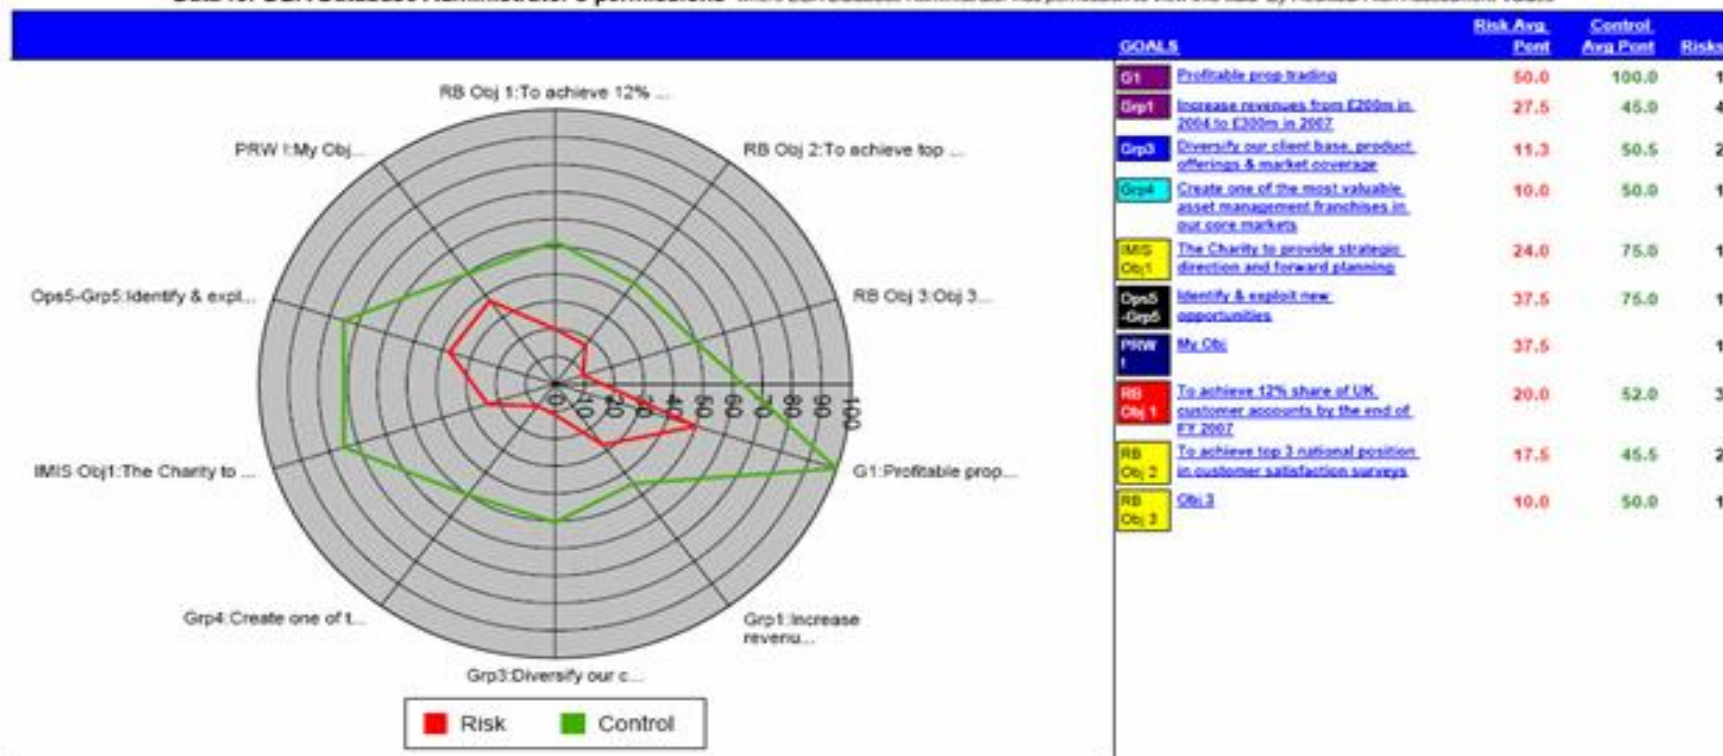 GOALS Risk Avg Control
Pont Avg Pont Risks
RB Obj 1:To achieve 12% ...
PRW !:My Obj...
RB Obj 2:To achieve top ...
Ops5-Grp5:Identify & expl...
RB Obj 3:Obj 3...
IMIS Obj1:The Charity to ...
G1:Profitable prop...
Grp4:Create one of t...
Grp1:Increase
revenu...
Grp3:Diversify our c...
0 10 20 30 40 50 60 70 80 90 100
Risk Control
G1 Profitable prop trading 50.0 100.0 1
Grp1 Increase revenues from £200m in 27.5 45.0 4
2004 to £300m in 2007
Grp3 Diversify our client base, product 11.3 50.5 2
offerings & market coverage
Grp4 Create one of the most valuable 10.0 50.0 1
asset management franchises in
our core markets
IMIS The Charity to provide strategic 24.0 75.0 1
Obj1 direction and forward planning
Ops5 Identify & exploit new 37.5 75.0 1
-Grp5 opportunities
PRW My Obj 37.5 1
!
RB To achieve 12% share of UK 20.0 52.0 3
Obj 1 customer accounts by the end of
FY 2007
RB To achieve top 3 national position 17.5 45.5 2
Obj 2 in customer satisfaction surveys
RB Obj 3 10.0 50.0 1
Obj 3